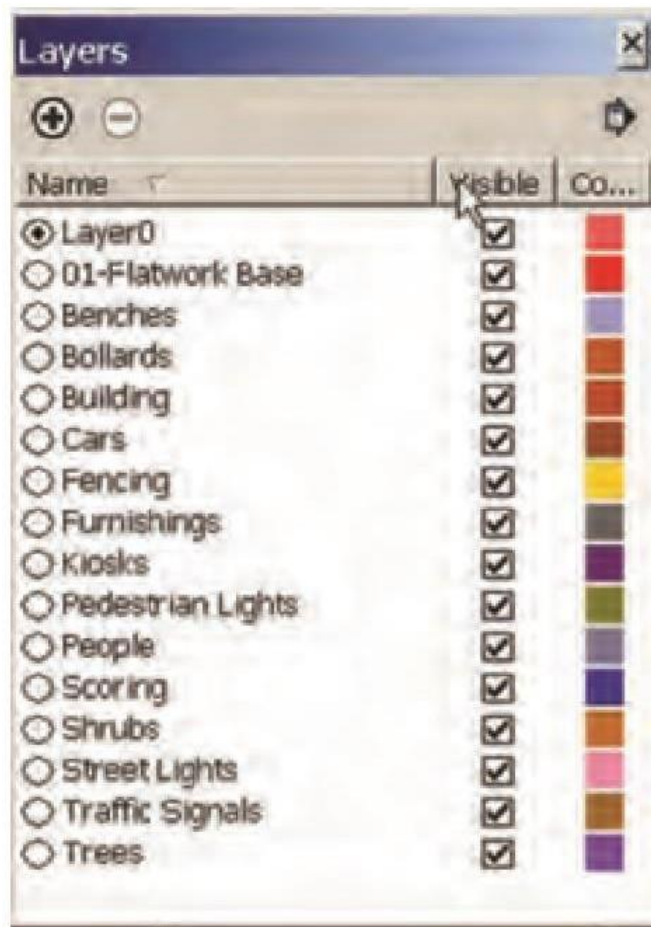 Layers
Name Visible Co...
Layer0
01-Flatwork Base
Benches
Bollards
Building
Cars
Fencing
Furnishings
Kiosks
Pedestrian Lights
People
Scoring
Shrubs
Street Lights
Traffic Signals
Trees